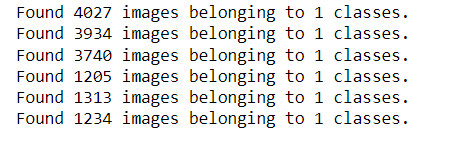 Found 4027 images belonging to 1 classes.
Found 3934 images belonging to 1 classes.
Found 3740 images belonging to 1 classes.
Found 1205 images belonging to 1 classes.
Found 1313 images belonging to 1 classes.
Found 1234 images belonging to 1 classes.